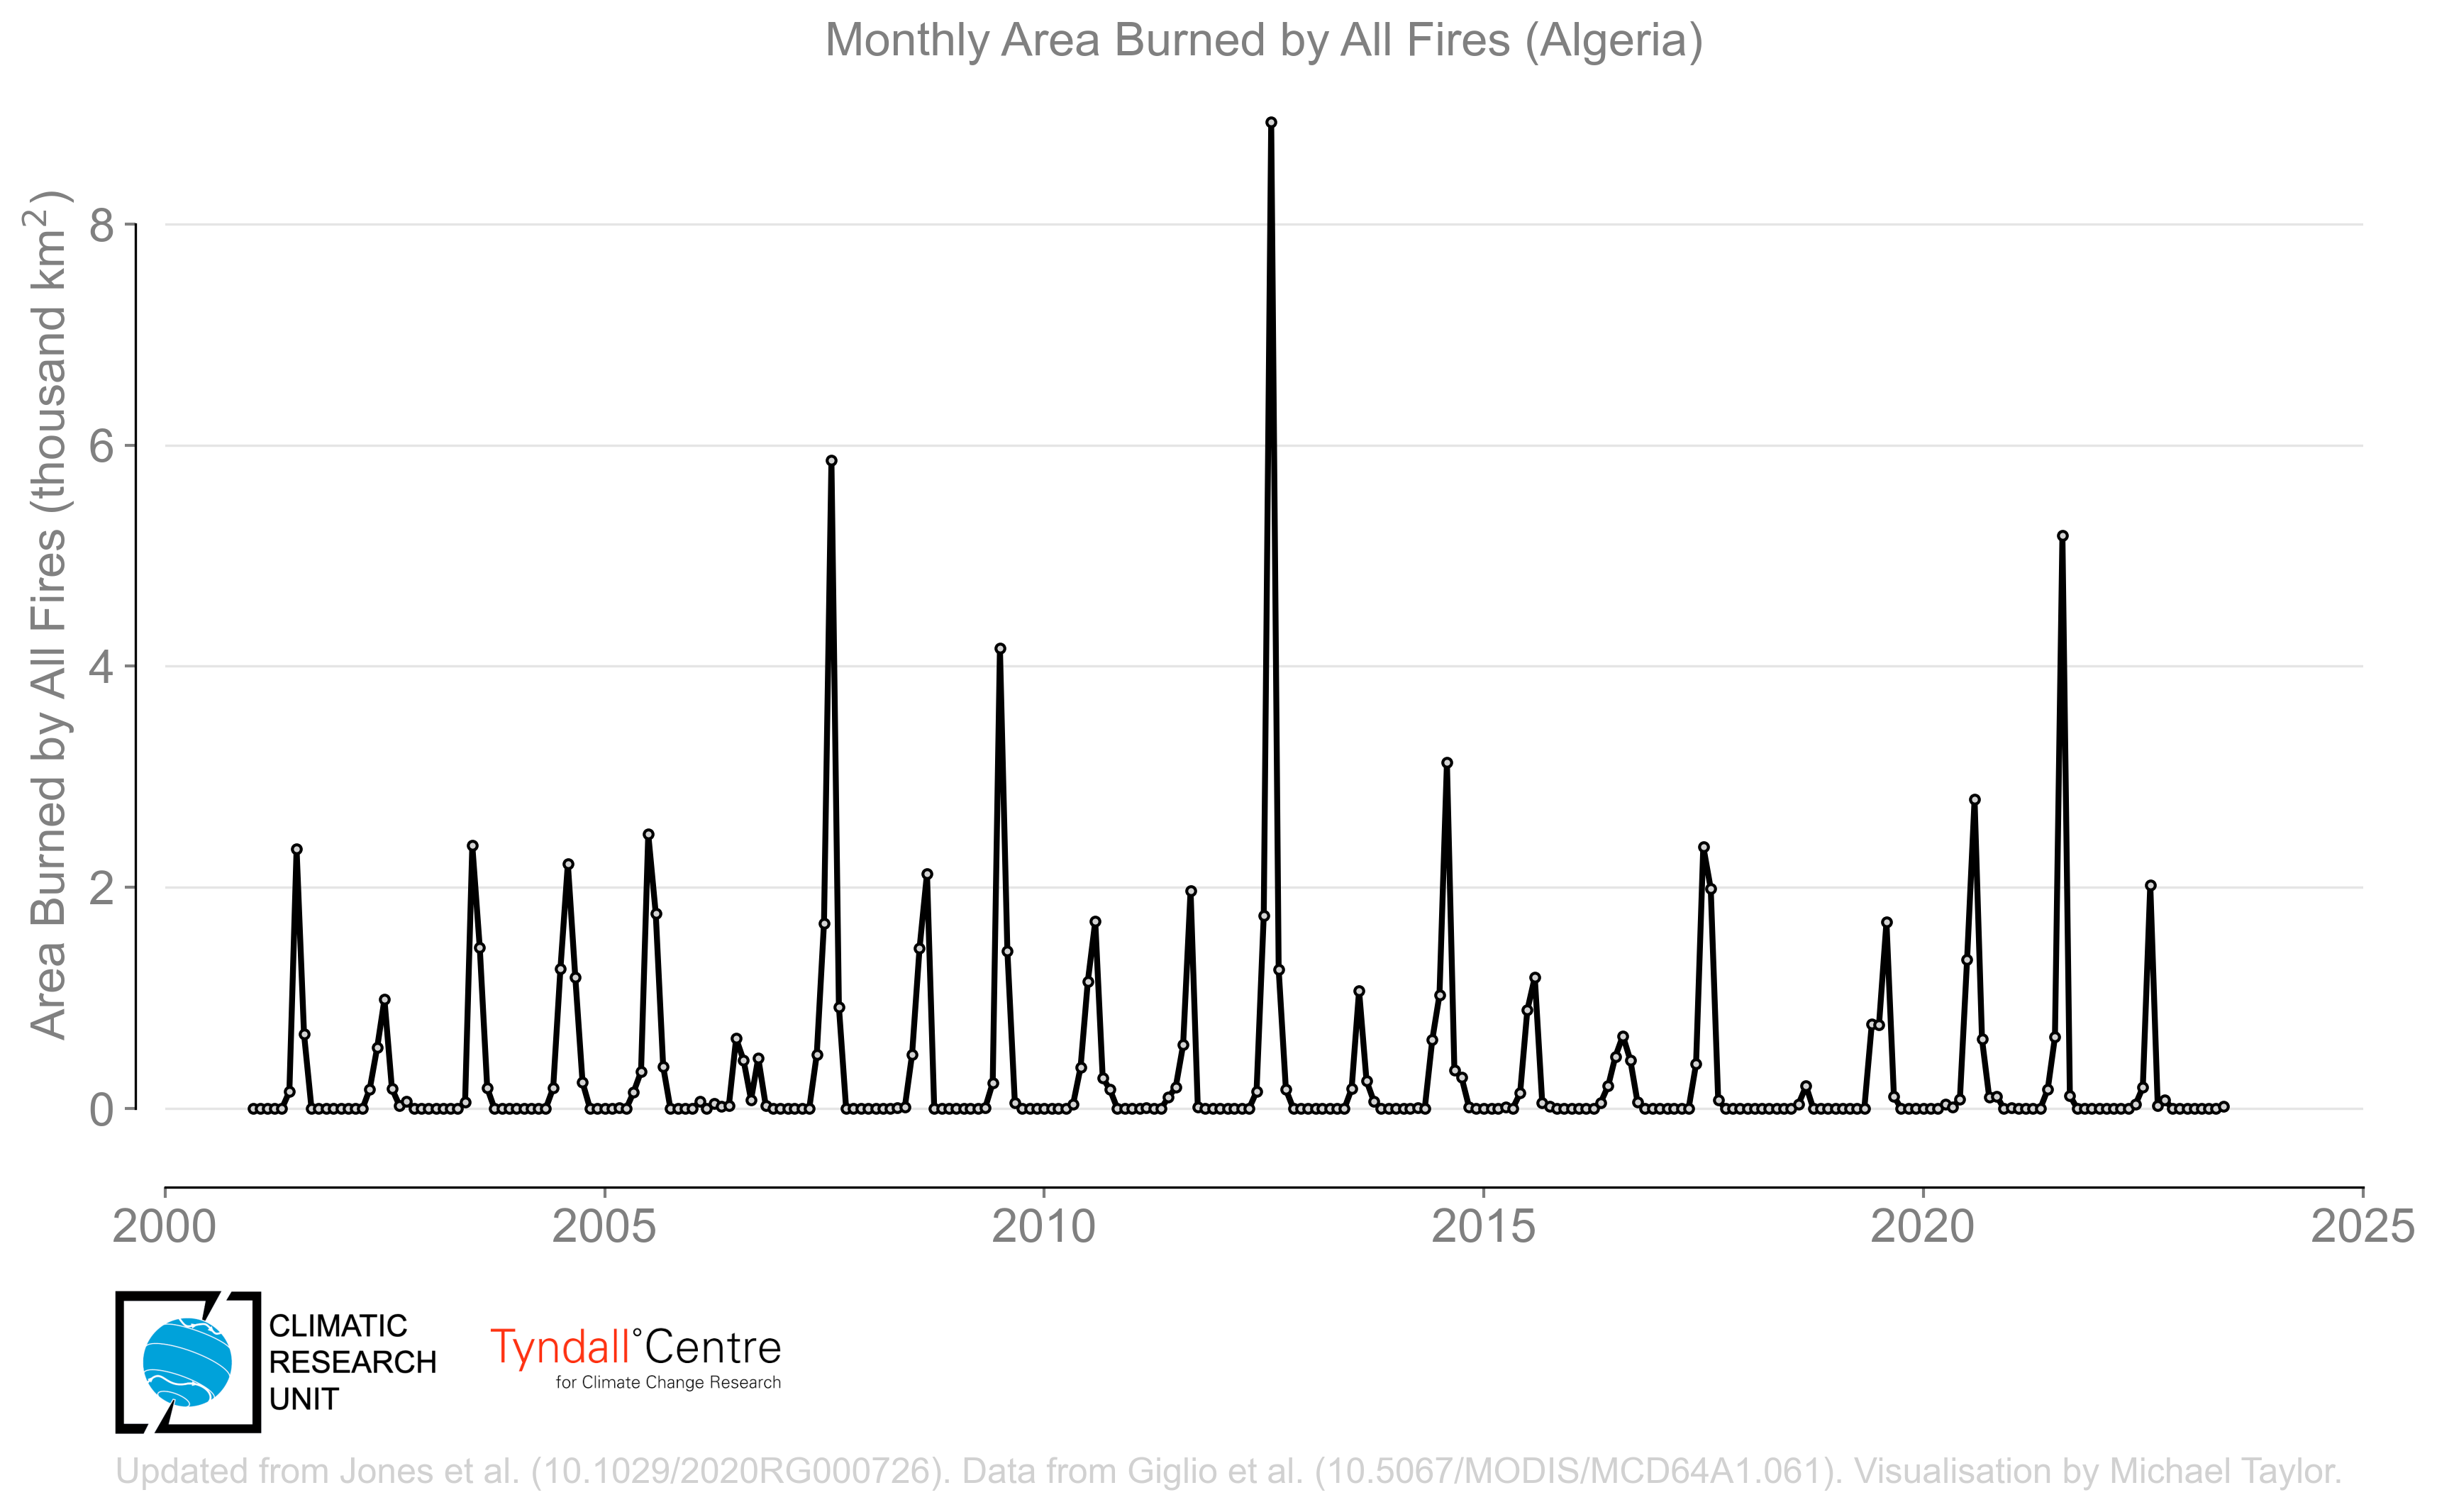 Monthly Area Burned by All Fires (Algeria)
Area Burned by All Fires (thousand km²)
8
6
4
2
0
2000 2005 2010 2015 2020 2025
CLIMATIC
RESEARCH
UNIT
Tyndall°Centre
for Climate Change Research
Updated from Jones et al. (10.1029/2020RG000726). Data from Giglio et al. (10.5067/MODIS/MCD64A1.061). Visualisation by Michael Taylor.